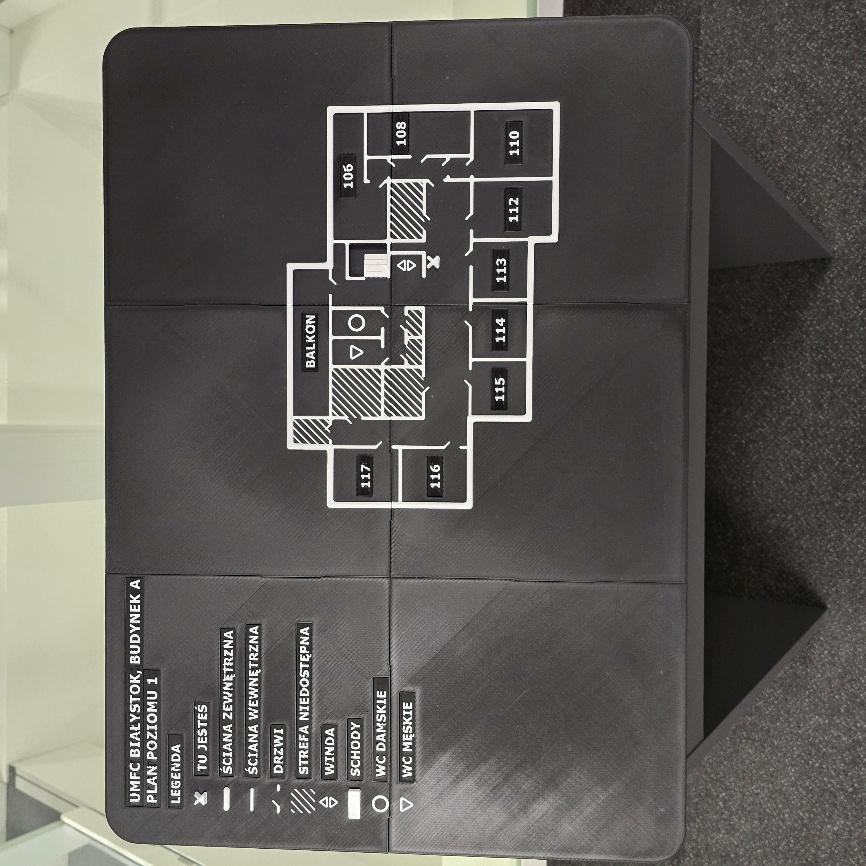 UMFC BIAŁYSTOK, BUDYNEK A
PLAN POZIOMU 1
LEGENDA
TU JESTEŚ
ŚCIANA ZEWNĘTRZNA
ŚCIANA WEWNĘTRZNA
DRZWI
STREFA NIEDOSTĘPNA
WINDA
SCHODY
WC DAMSKIE
WC MĘSKIE
BALKON
106
108
110
112
113
114
115
116
117